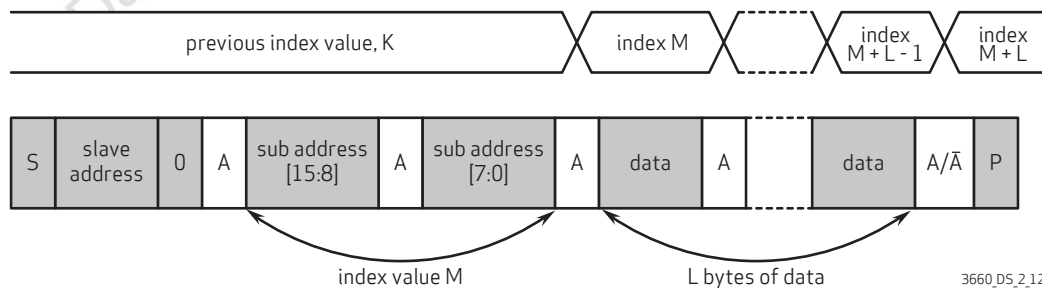 previous index value, K
index M
index
M + L - 1
index
M + L
S
slave
address
0
A
sub address
[15:8]
A
sub address
[7:0]
A
data
A
data
A/Ā
P
index value M
L bytes of data
3660_DS_2_12